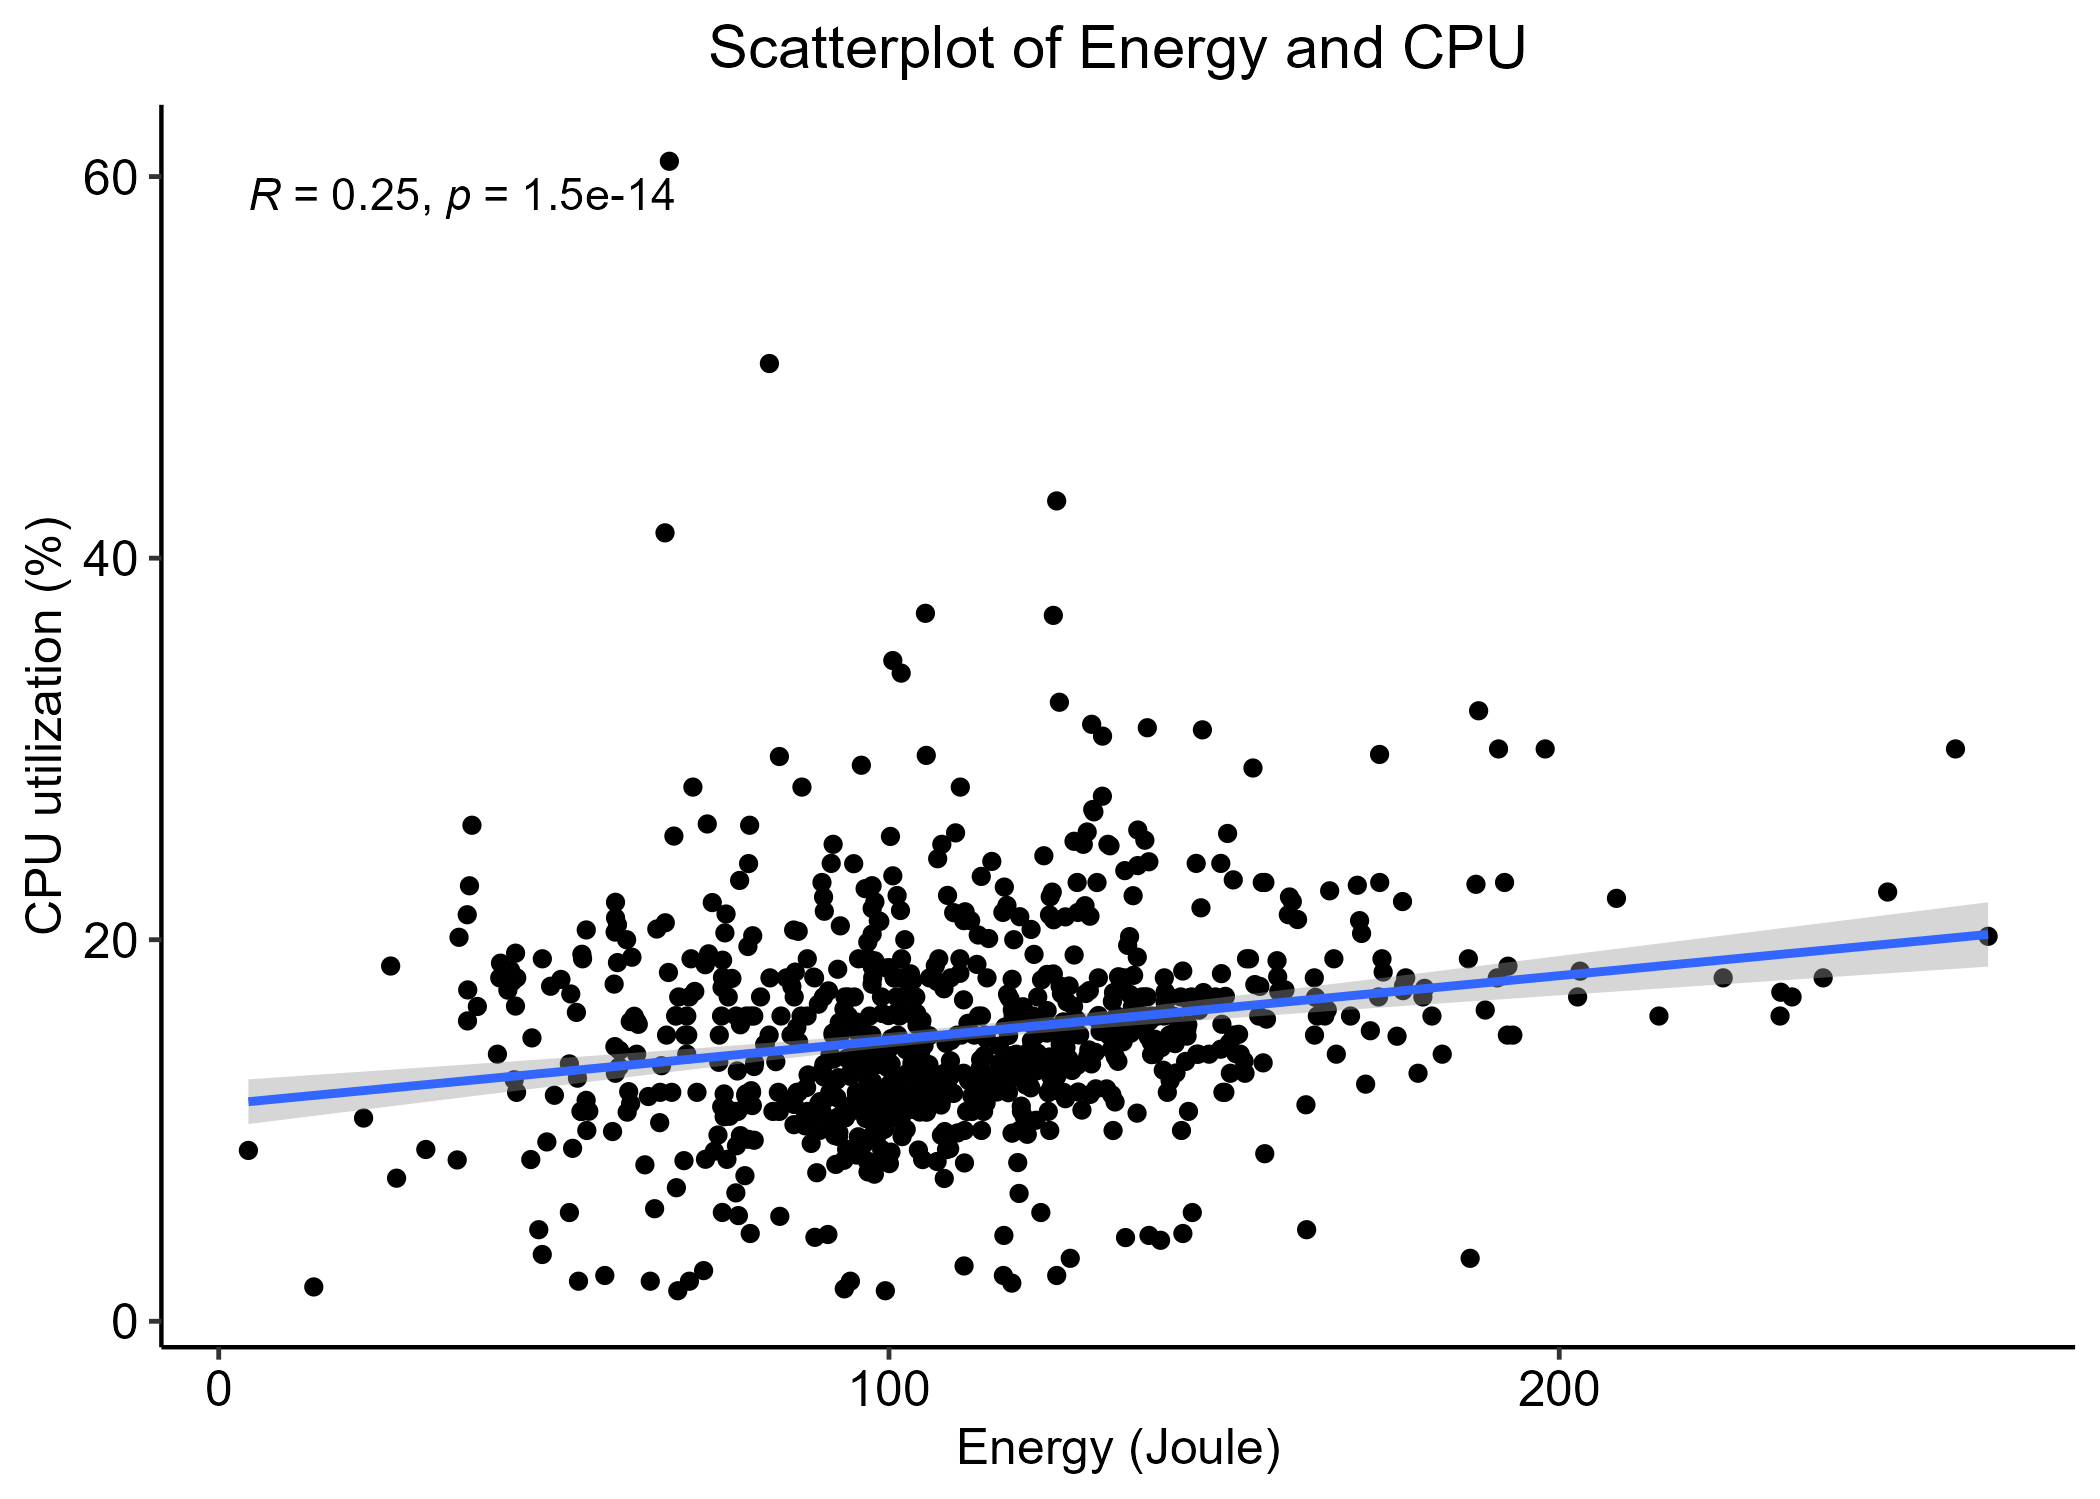 Scatterplot of Energy and CPU
60
R = 0.25, p = 1.5e-14
40
CPU utilization (%)
20
0
0 100 200
Energy (Joule)